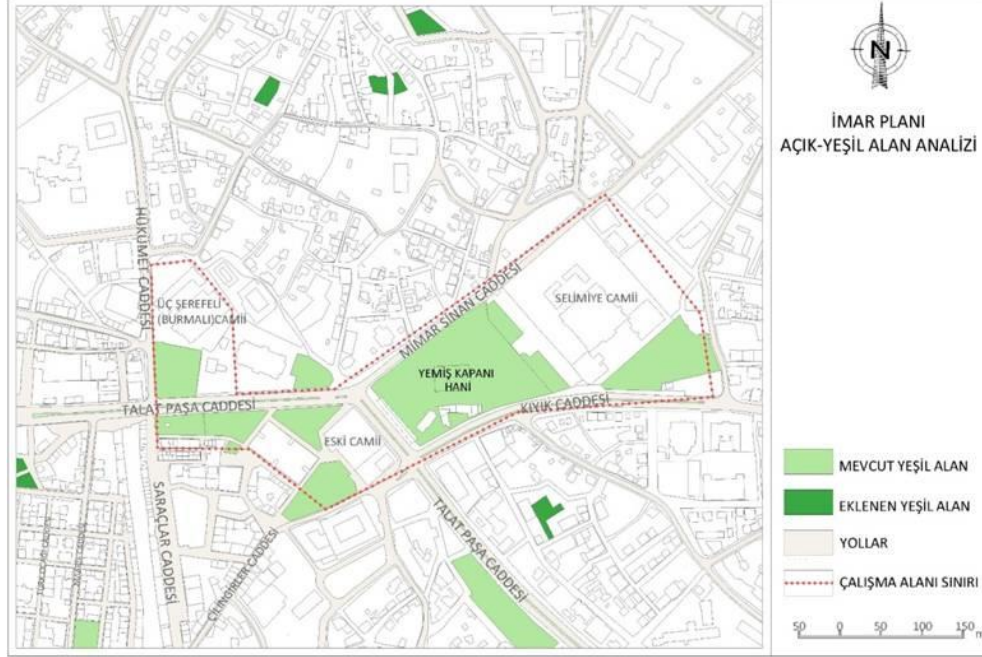 N
İMAR PLANI
AÇIK-YEŞİL ALAN ANALİZİ
HÜKÜMET CADDESİ
ÜÇ ŞEREFELİ
(BURMALI)CAMİİ
MİMAR SİNAN CADDESİ
SELİMİYE CAMİİ
YEMİŞ KAPANI
HANİ
TALAT PAŞA CADDESİ
KIYIK CADDESİ
ESKİ CAMİİ
SARAÇLAR CADDESİ
ÇİLİNGİRLER CADDESİ
TALAT PAŞA CADDESİ
MEVCUT YEŞİL ALAN
EKLENEN YEŞİL ALAN
YOLLAR
ÇALIŞMA ALANI SINIRI
50 0 50 100 150 m